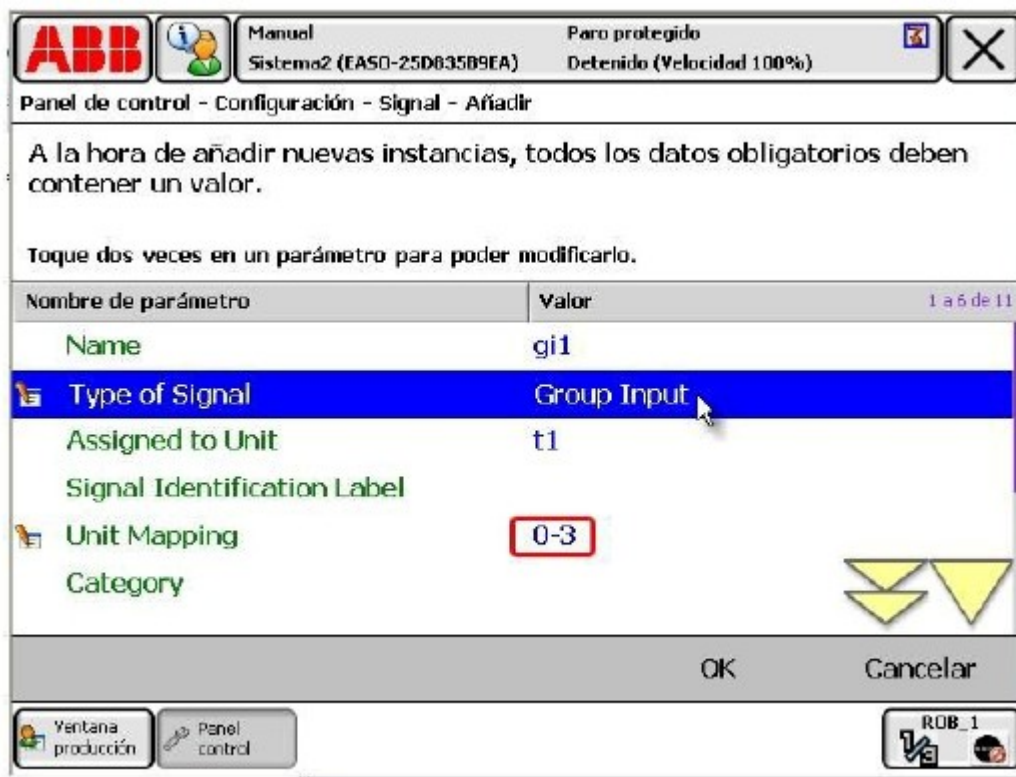 ABB
Manual
Sistema2 (EASO-25D835B9EA)
Paro protegido
Detenido (Velocidad 100%)
Panel de control - Configuración - Signal - Añadir
A la hora de añadir nuevas instancias, todos los datos obligatorios deben
contener un valor.
Toque dos veces en un parámetro para poder modificarlo.
Nombre de parámetro Valor 1 a 6 de 11
Name gi1
Type of Signal Group Input
Assigned to Unit t1
Signal Identification Label
Unit Mapping 0-3
Category
OK Cancelar
Ventana
producción
Panel
control
ROB_1
1/3